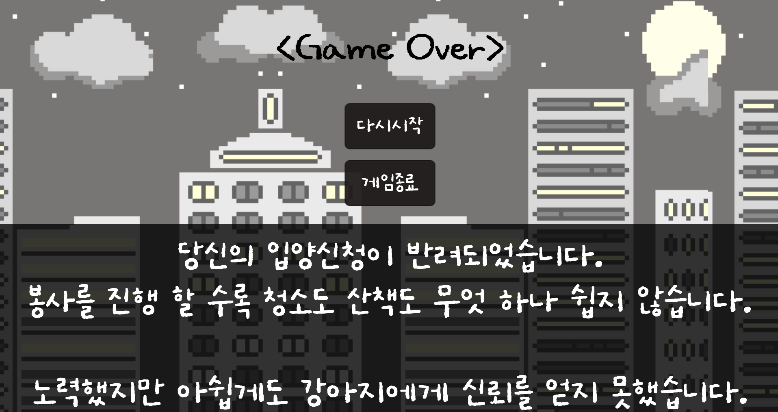 <Game Over>
다시시작
게임종료
당신의 입양신청이 반려되었습니다.
봉사를 진행 할 수록 청소도 산책도 무엇 하나 쉽지 않습니다.
노력했지만 아쉽게도 강아지에게 신뢰를 얻지 못했습니다.